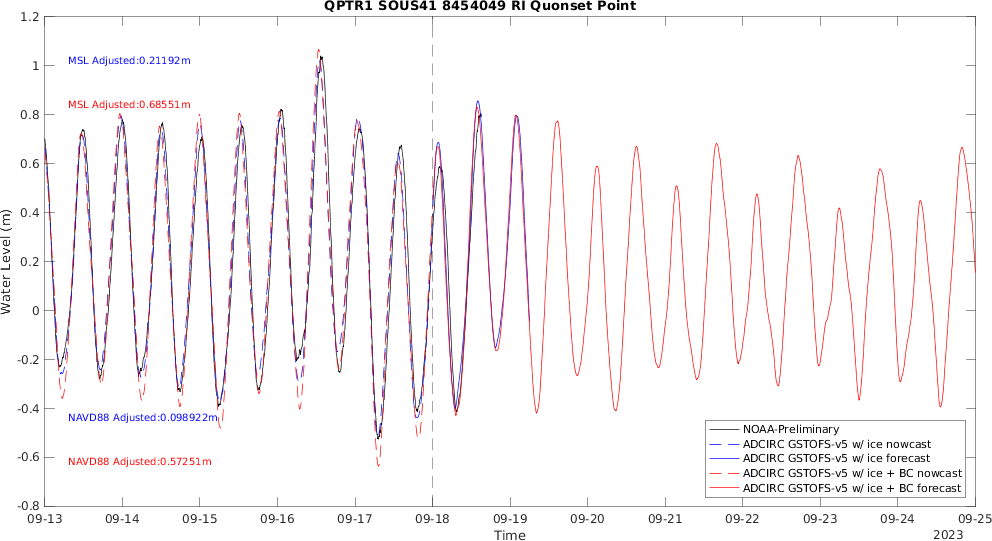 QPTR1 SOUS41 8454049 RI Quonset Point
1.2
1
0.8
0.6
0.4
0.2
0
-0.2
-0.4
-0.6
-0.8
Water Level (m)
MSL Adjusted:0.21192m
MSL Adjusted:0.68551m
NAVD88 Adjusted:0.098922m
NAVD88 Adjusted:0.57251m
NOAA-Preliminary
ADCIRC GSTOFS-v5 w/ ice nowcast
ADCIRC GSTOFS-v5 w/ ice forecast
ADCIRC GSTOFS-v5 w/ ice + BC nowcast
ADCIRC GSTOFS-v5 w/ ice + BC forecast
09-13 09-14 09-15 09-16 09-17 09-18 09-19 09-20 09-21 09-22 09-23 09-24 09-25
Time
2023